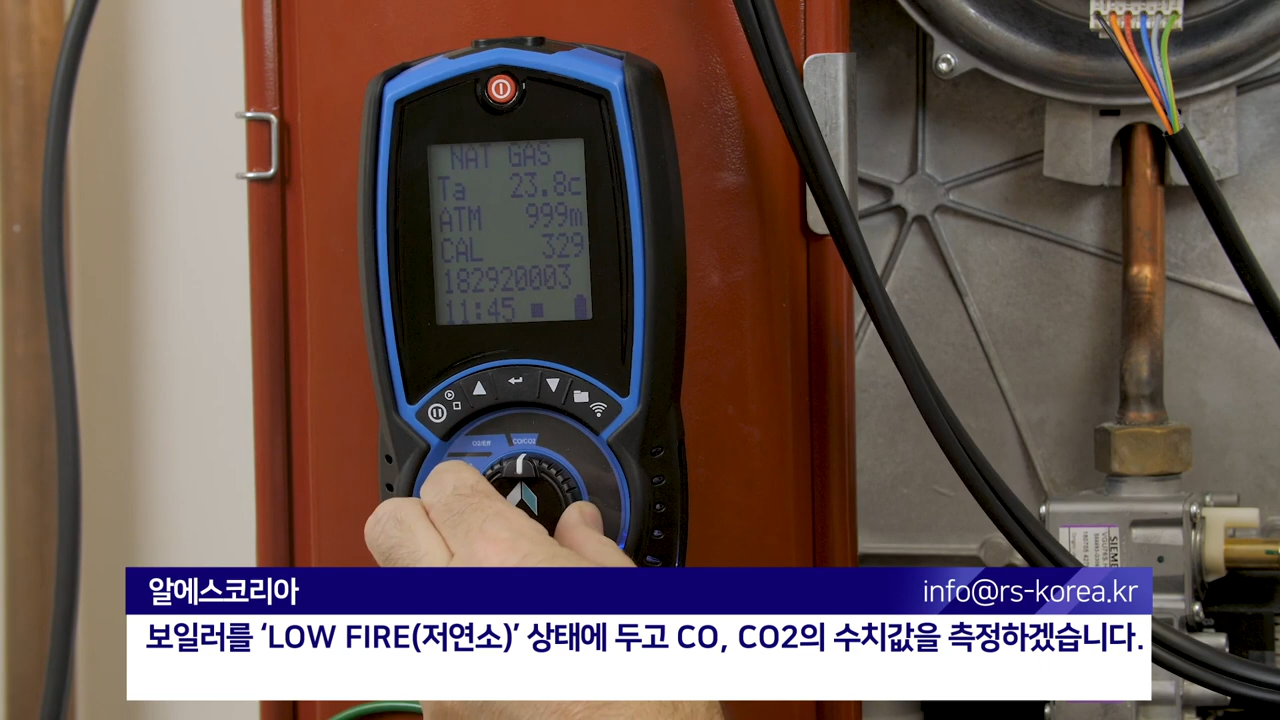 NAT GAS
Ta 23.8c
ATM 999m
CAL 329
182920003
11:45
O2/Eff CO/CO2
SIEM
알에스코리아 info@rs-korea.kr
보일러를 ‘LOW FIRE(저연소)’ 상태에 두고 CO, CO2의 수치값을 측정하겠습니다.